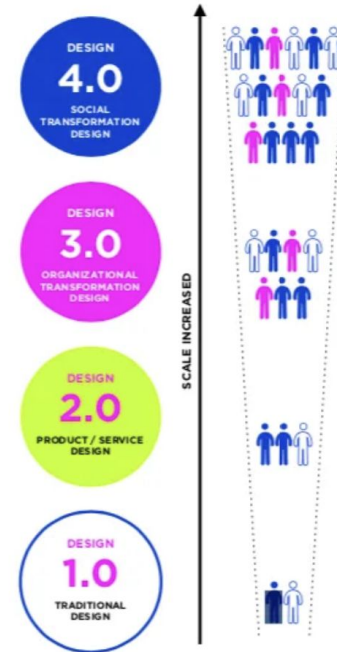 DESIGN
4.0
SOCIAL
TRANSFORMATION
DESIGN
DESIGN
3.0
ORGANIZATIONAL
TRANSFORMATION
DESIGN
DESIGN
2.0
PRODUCT / SERVICE
DESIGN
DESIGN
1.0
TRADITIONAL
DESIGN
SCALE INCREASED